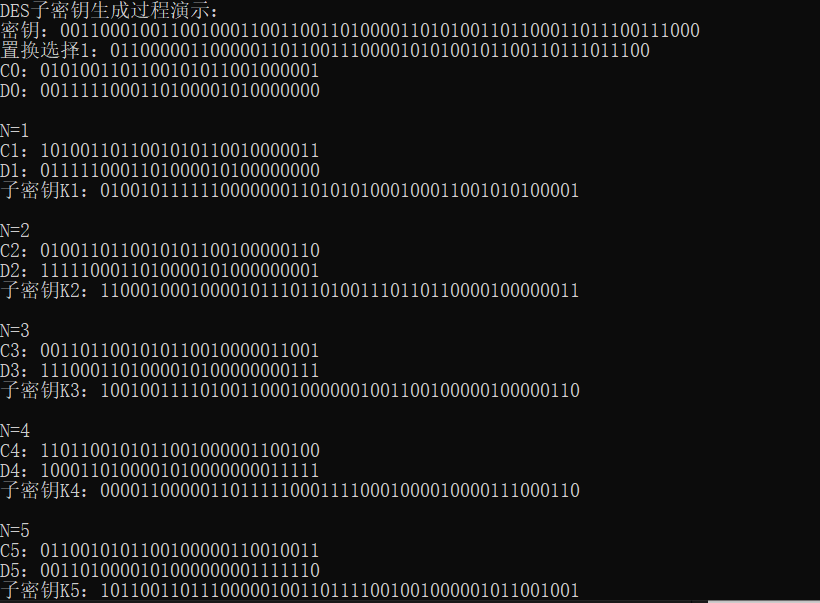 DES子密钥生成过程演示:
密钥: 0011000100110010001100110011010000110101001101100011011100111000
置换选择1: 011000001100000110110011100001010100101100110111011100
C0: 0101001101100101011001000001
D0: 0011111000110100001010000000
N=1
C1: 1010011011001010110010000011
D1: 0111110001101000010100000000
子密钥K1: 010010111111100000001101010100010001100101010001
N=2
C2: 0100110110010101100100000110
D2: 1111100011010000101000000001
子密钥K2: 110001000100001011101101001110110110000100000011
N=3
C3: 0011011001010110010000011001
D3: 1110001101000010100000000111
子密钥K3: 100100111101001100010000001001100100000100000110
N=4
C4: 1101100101011001000001100100
D4: 1000110100001010000000011111
子密钥K4: 000011000001101111100011110001000010000111000110
N=5
C5: 0110010101100100000110010011
D5: 0011010000101000000001111110
子密钥K5: 101100110111000001001101111001001000001011001001